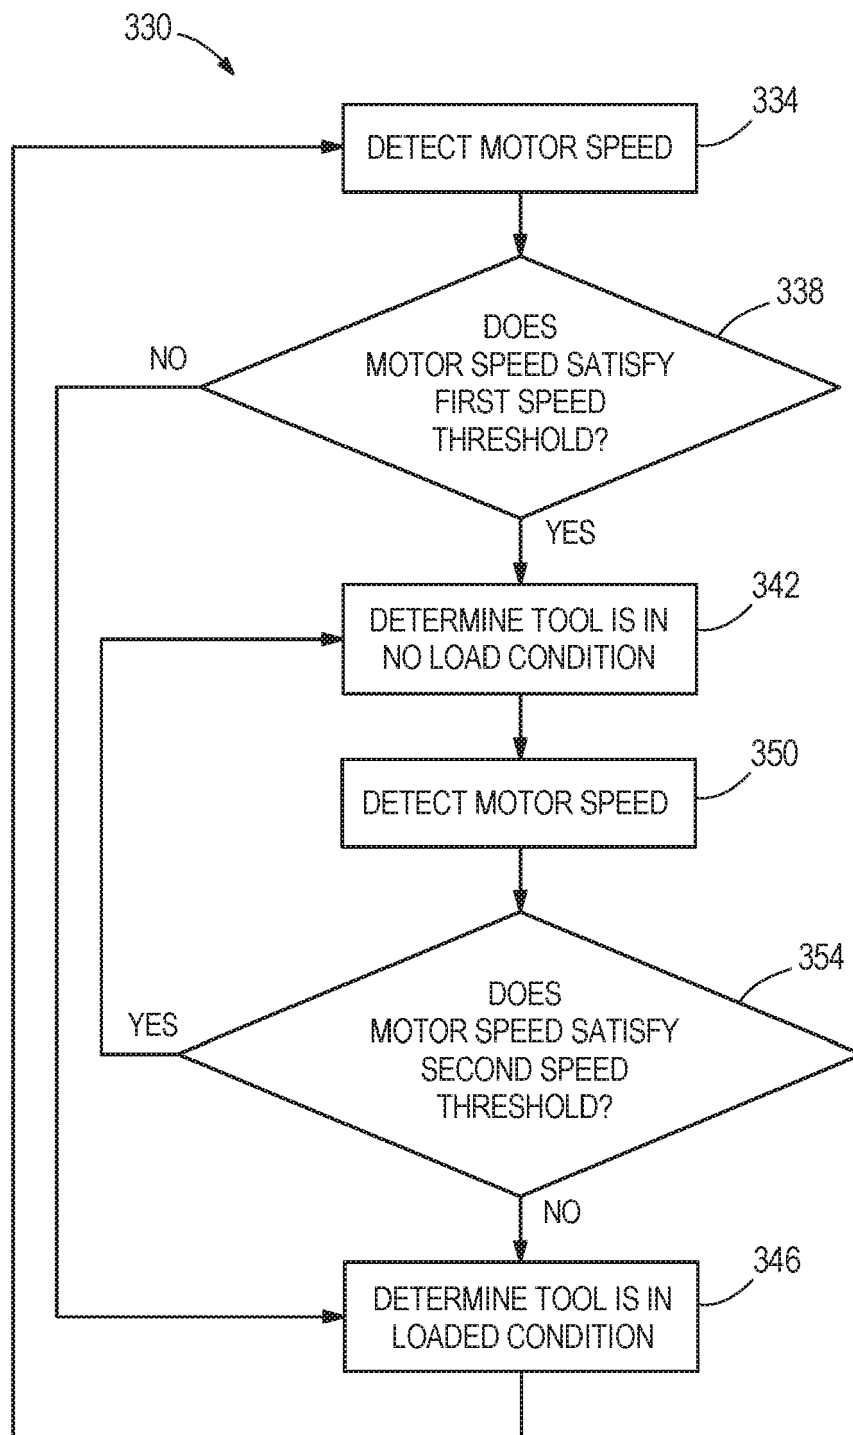 330
334
DETECT MOTOR SPEED
338
DOES
MOTOR SPEED SATISFY
FIRST SPEED
THRESHOLD?
NO
YES
342
DETERMINE TOOL IS IN
NO LOAD CONDITION
350
DETECT MOTOR SPEED
354
DOES
MOTOR SPEED SATISFY
SECOND SPEED
THRESHOLD?
YES
NO
346
DETERMINE TOOL IS IN
LOADED CONDITION